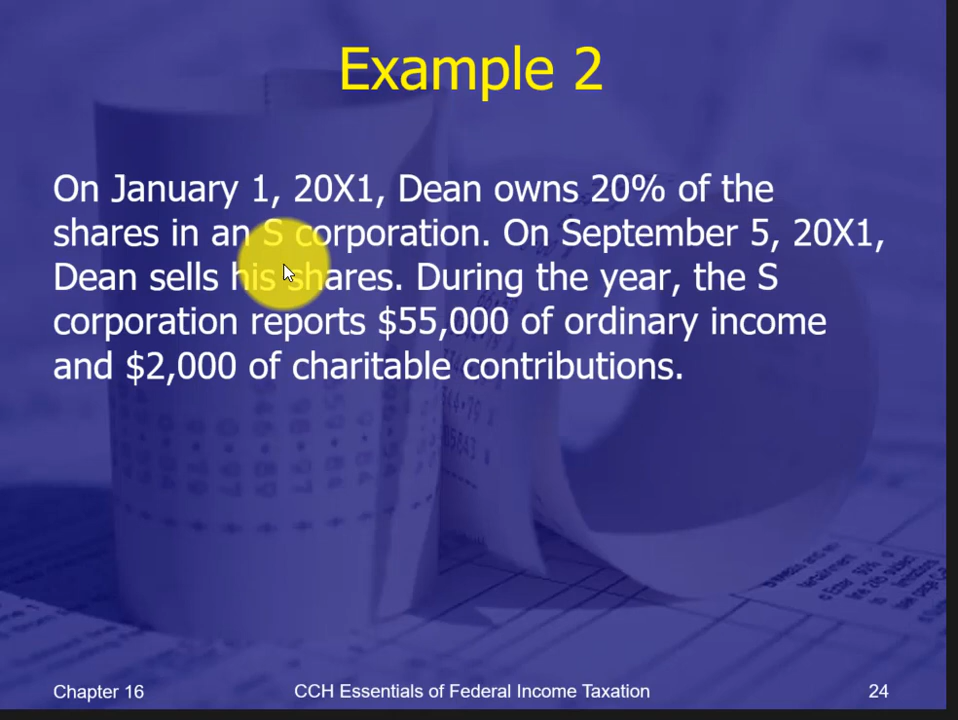 Example 2
On January 1, 20X1, Dean owns 20% of the
shares in an S corporation. On September 5, 20X1,
Dean sells his shares. During the year, the S
corporation reports $55,000 of ordinary income
and $2,000 of charitable contributions.
Chapter 16
CCH Essentials of Federal Income Taxation
24